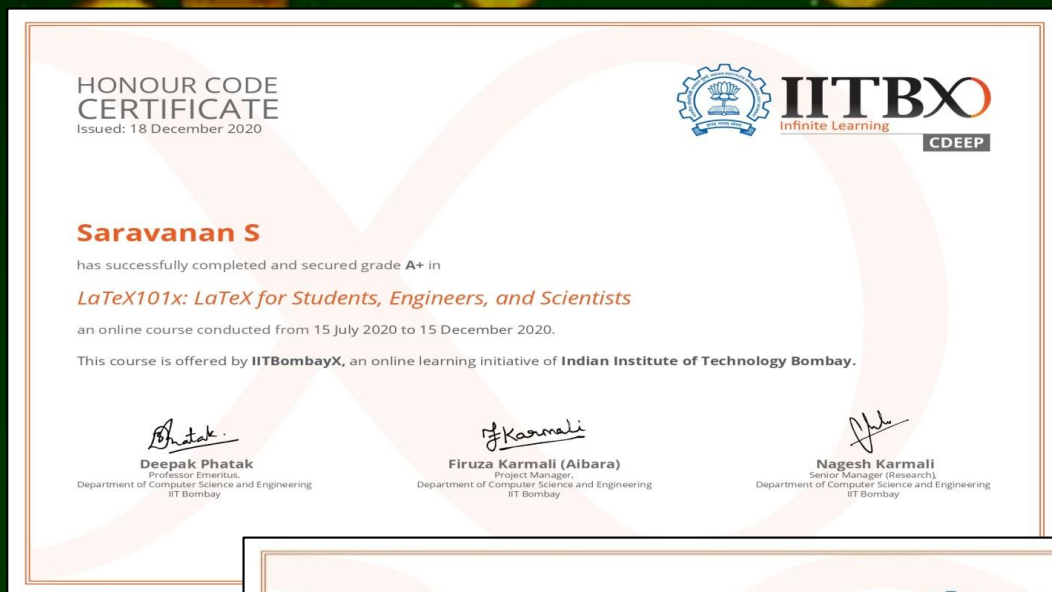 HONOUR CODE
CERTIFICATE
Issued: 18 December 2020
IITBX
Infinite Learning
CDEEP
Saravanan S
has successfully completed and secured grade A+ in
LaTeX101x: LaTeX for Students, Engineers, and Scientists
an online course conducted from 15 July 2020 to 15 December 2020.
This course is offered by IITBombayX, an online learning initiative of Indian Institute of Technology Bombay.
Deepak Phatak
Professor Emeritus,
Department of Computer Science and Engineering
IIT Bombay
Firuza Karmali (Aibara)
Project Manager,
Department of Computer Science and Engineering
IIT Bombay
Nagesh Karmali
Senior Manager (Research),
Department of Computer Science and Engineering
IIT Bombay